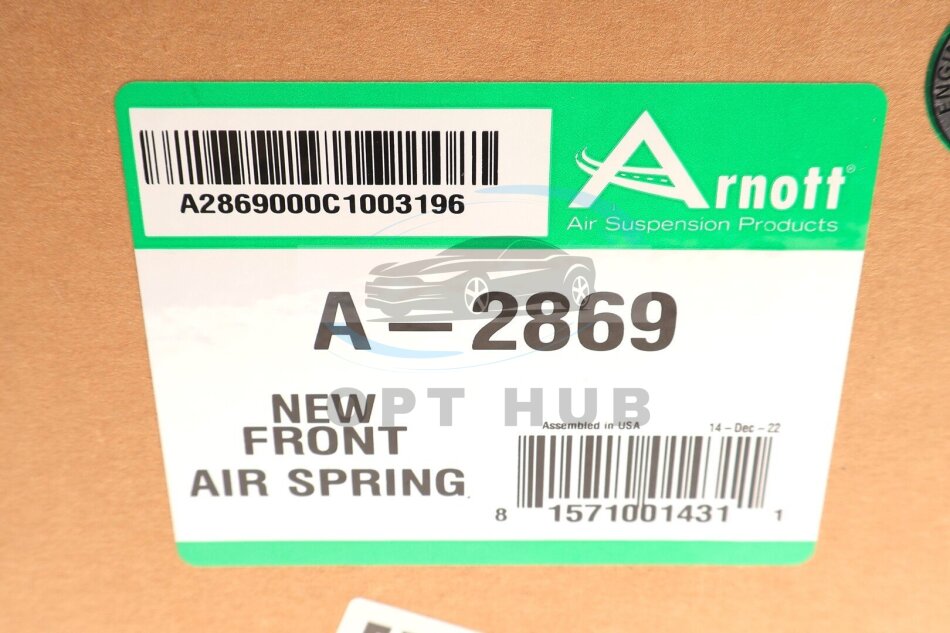 A2869000C1003196
Arnott®
Air Suspension Products
A-2869
OPT HUB
NEW
FRONT
AIR SPRING
Assembled in USA 14-Dec-22
8 1571001431 1